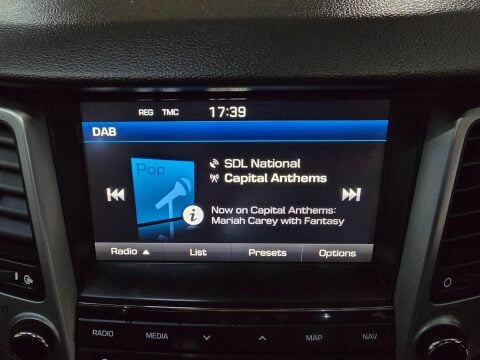 REG TMC 17:39
DAB
Pop
SDL National
Capital Anthems
Now on Capital Anthems:
Mariah Carey with Fantasy
Radio ▲ List Presets Options
RADIO MEDIA MAP NAV